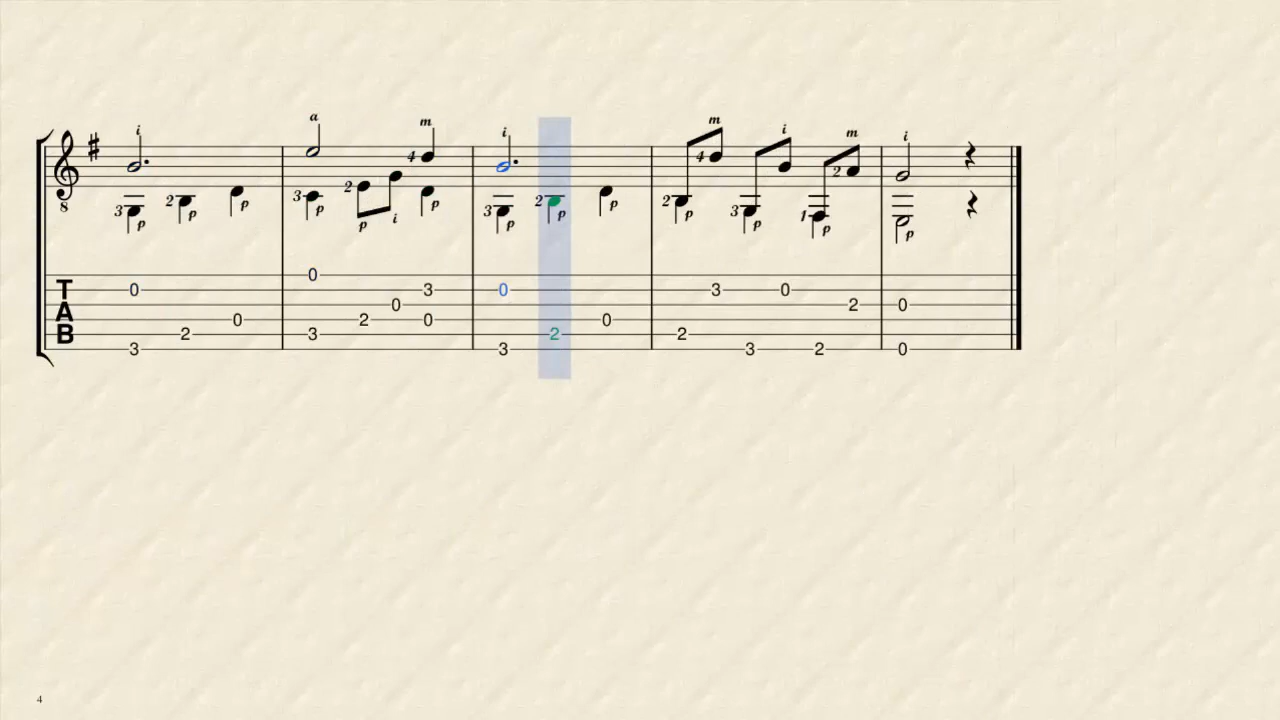 i a m i m i m
4 4 2
3 p 2 p p 3 p 2 p i p 3 p 2 p p 2 p 3 p 1 p p
8
0
T 0 3 0 3 0
A 0 2 0
0 2 0 0
B 2 3 2 2
3 3 3 2 0
4